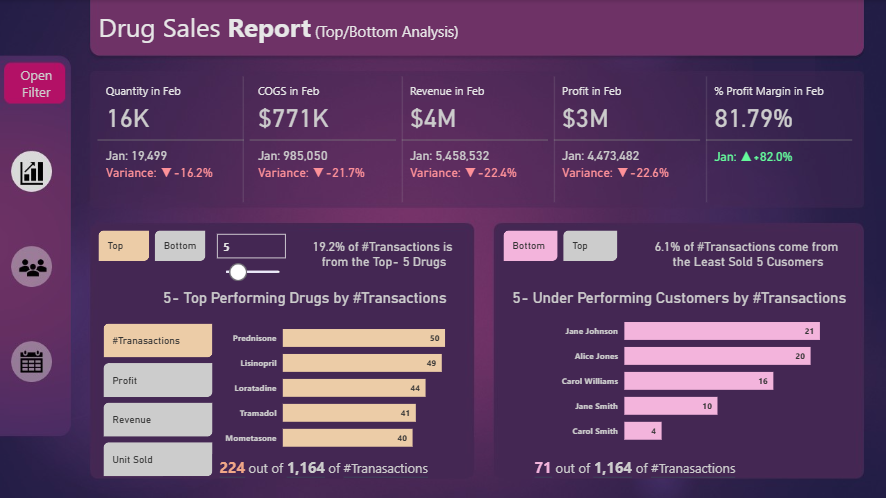 Drug Sales Report (Top/Bottom Analysis)
Open
Filter
Quantity in Feb
16K
Jan: 19,499
Variance: ▼ -16.2%
COGS in Feb
$771K
Jan: 985,050
Variance: ▼ -21.7%
Revenue in Feb
$4M
Jan: 5,458,532
Variance: ▼ -22.4%
Profit in Feb
$3M
Jan: 4,473,482
Variance: ▼ -22.6%
% Profit Margin in Feb
81.79%
Jan: ▲ +82.0%
Top
Bottom
5
19.2% of #Transactions is
from the Top- 5 Drugs
5- Top Performing Drugs by #Transactions
#Tranasactions
Profit
Revenue
Unit Sold
Prednisone 50
Lisinopril 49
Loratadine 44
Tramadol 41
Mometasone 40
224 out of 1,164 of #Tranasactions
Bottom
Top
6.1% of #Transactions come from
the Least Sold 5 Cusomers
5- Under Performing Customers by #Transactions
Jane Johnson 21
Alice Jones 20
Carol Williams 16
Jane Smith 10
Carol Smith 4
71 out of 1,164 of #Tranasactions